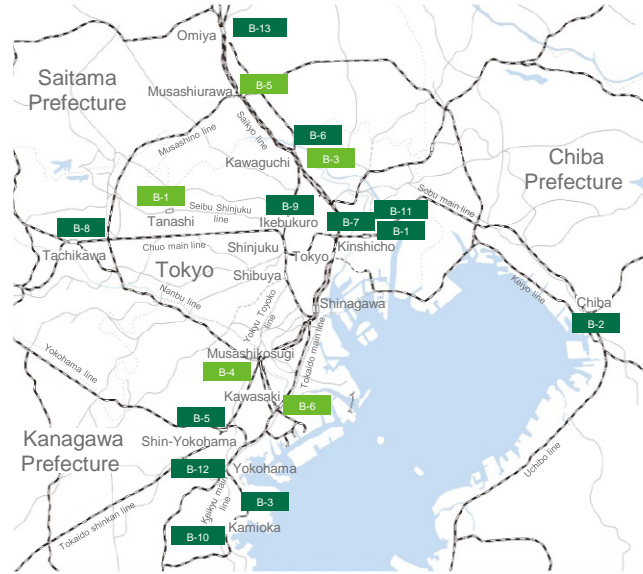 B-13
Omiya
Saitama
Prefecture
B-5
Musashiurawa
Musashino line
Saikyo line
B-6
Kawaguchi
B-3
Chiba
Prefecture
B-1
Seibu Shinjuku
line
Tanashi
B-9
Ikebukuro
B-11
B-7
B-1
Sobu main line
Kinshicho
B-8
Tachikawa
Chuo main line
Shinjuku
Tokyo
Tokyo
Shibuya
Keiyo line
Chiba
B-2
Nanbu line
Shinagawa
Yokyu Toyoko
line
Tokaido main line
Musashikosugi
Yokohama line
B-4
Kawasaki
B-6
B-5
Shin-Yokohama
Kanagawa
Prefecture
B-12
Yokohama
Uchibo line
Keikyu main
line
B-3
Kamioka
Tokaido shinkan line
B-10